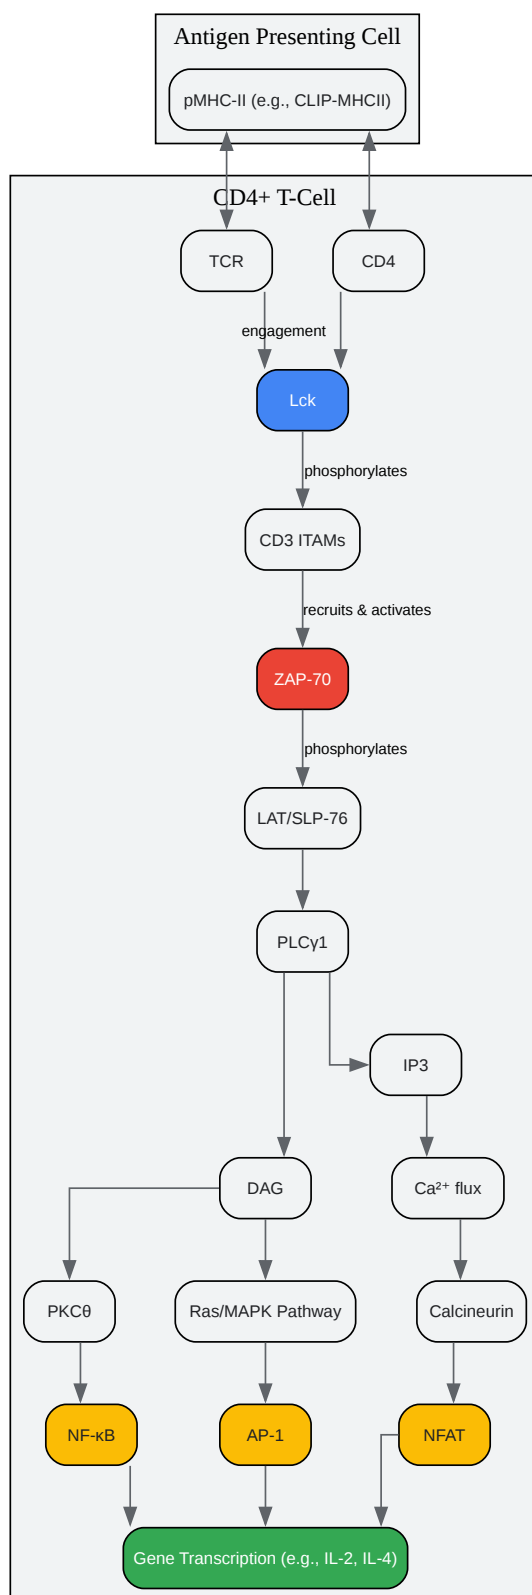 Antigen Presenting Cell
pMHC-II (e.g., CLIP-MHCII)
CD4+ T-Cell
TCR
CD4
engagement
Lck
phosphorylates
CD3 ITAMs
recruits & activates
ZAP-70
phosphorylates
LAT/SLP-76
PLCγ1
IP3
DAG
Ca²⁺ flux
PKCθ
Ras/MAPK Pathway
Calcineurin
NF-κB
AP-1
NFAT
Gene Transcription (e.g., IL-2, IL-4)